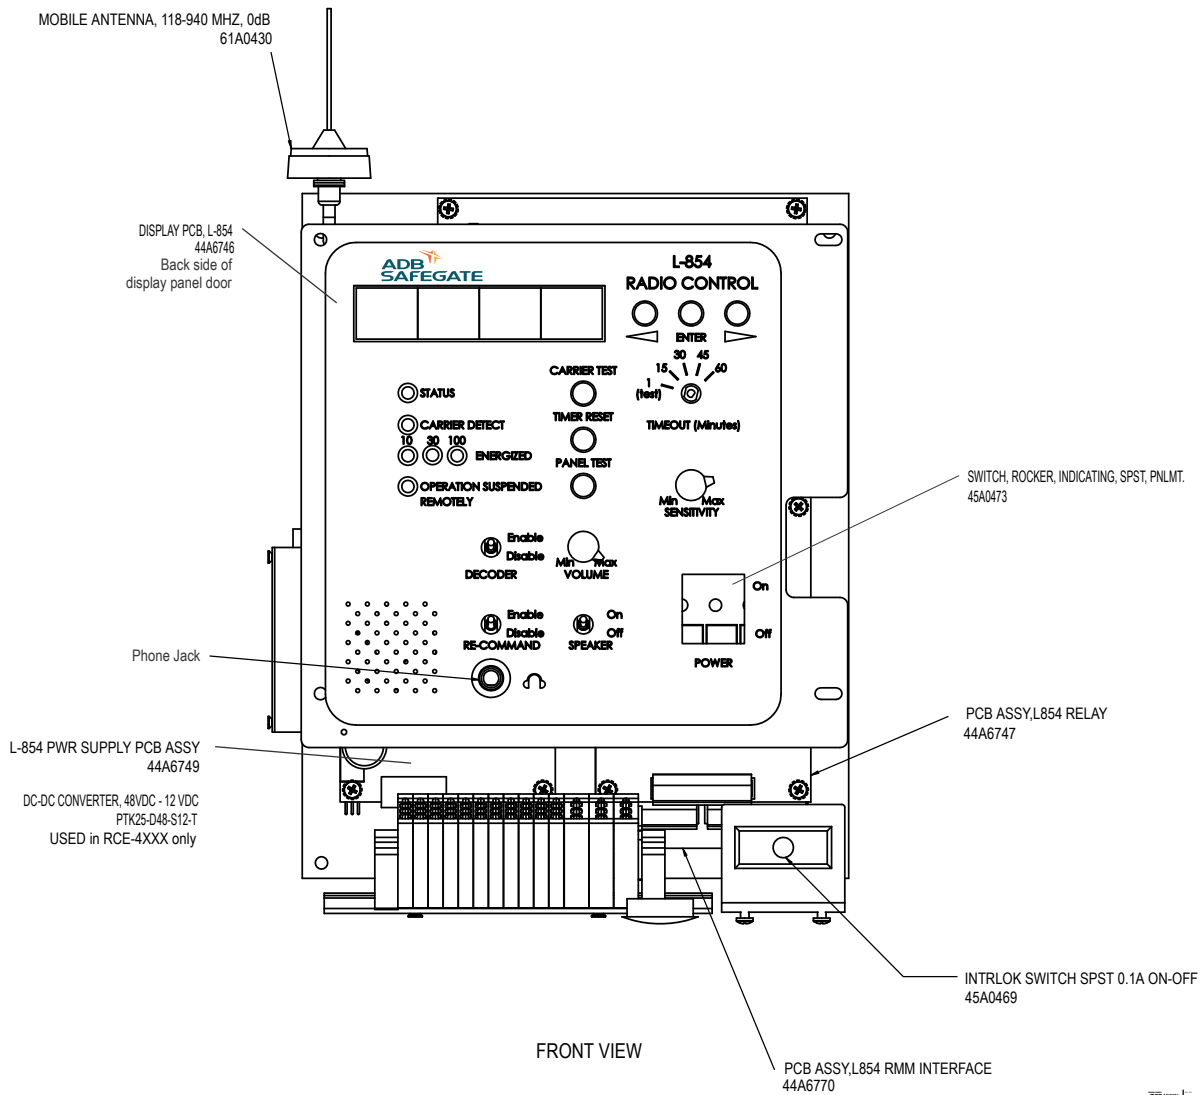 MOBILE ANTENNA, 118-940 MHZ, 0dB
61A0430
DISPLAY PCB, L-854
44A6746
Back side of
display panel door
ADB
SAFEGATE
L-854
RADIO CONTROL
ENTER
30 45
15 60
1
(test)
TIMEOUT (Minutes)
CARRIER TEST
STATUS
TIMER RESET
CARRIER DETECT
10 30 100
ENERGIZED
PANEL TEST
OPERATION SUSPENDED
REMOTELY
Min Max
SENSITIVITY
SWITCH, ROCKER, INDICATING, SPST, PNLMT.
45A0473
Enable
Disable
DECODER
Min Max
VOLUME
On
Off
POWER
Enable
Disable
RE-COMMAND
On
Off
SPEAKER
Phone Jack
PCB ASSY,L854 RELAY
44A6747
L-854 PWR SUPPLY PCB ASSY
44A6749
DC-DC CONVERTER, 48VDC - 12 VDC
PTK25-D48-S12-T
USED in RCE-4XXX only
INTRLOK SWITCH SPST 0.1A ON-OFF
45A0469
FRONT VIEW
PCB ASSY,L854 RMM INTERFACE
44A6770